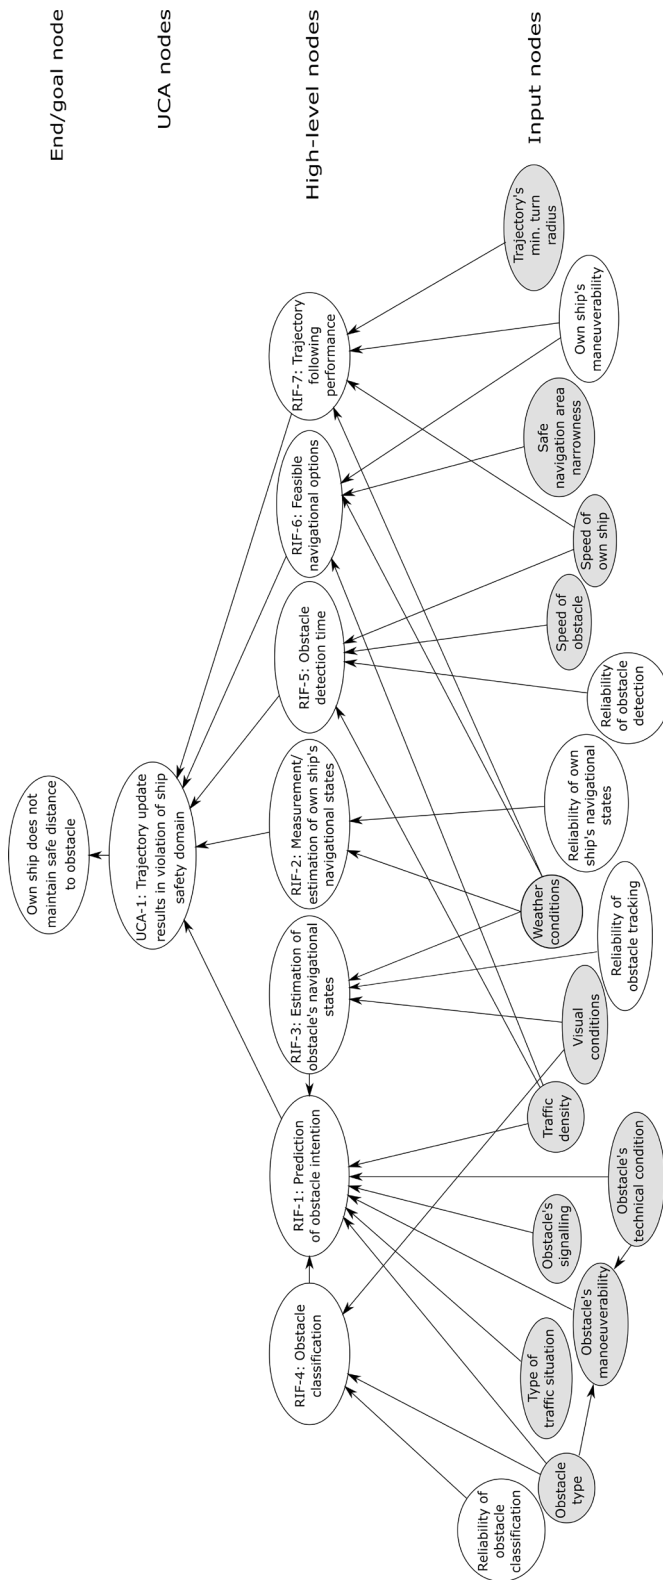 End/goal node
UCA nodes
High-level nodes
Input nodes
Own ship does not
maintain safe distance
to obstacle
UCA-1: Trajectory update
results in violation of ship
safety domain
RIF-4: Obstacle
classification
RIF-1: Prediction
of obstacle intention
RIF-3: Estimation of
obstacle's navigational
states
RIF-2: Measurement/
estimation of own ship's
navigational states
RIF-5: Obstacle
detection time
RIF-6: Feasible
navigational options
RIF-7: Trajectory
following
performance
Reliability of
obstacle
classification
Obstacle
type
Type of
traffic situation
Obstacle's
manoeuverability
Obstacle's
signalling
Obstacle's
technical condition
Traffic
density
Visual
conditions
Reliability of
obstacle tracking
Weather
conditions
Reliability of own
ship's navigational
states
Reliability
of obstacle
detection
Speed of
obstacle
Speed of
own ship
Safe
navigation area
narrowness
Own ship's
maneuverability
Trajectory's
min. turn
radius